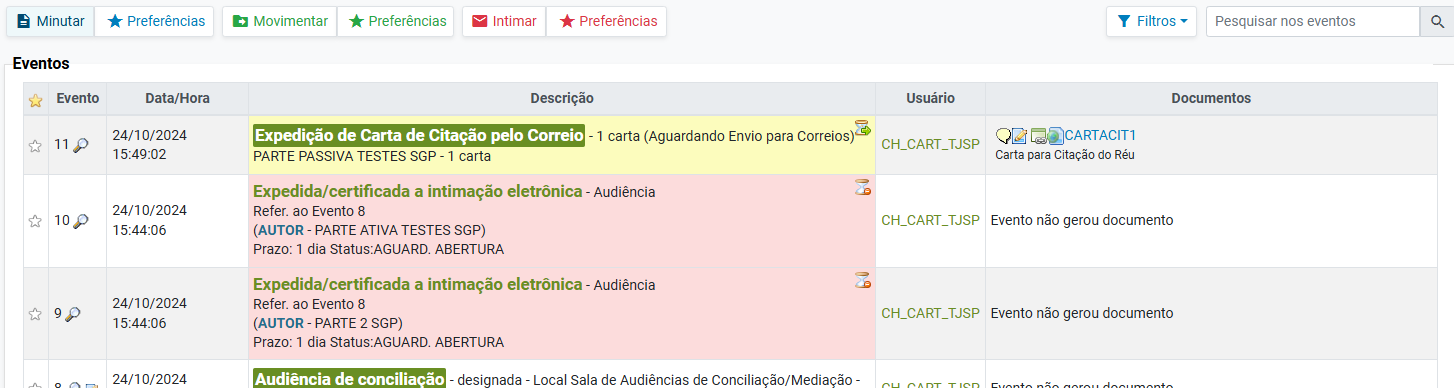 Minutar Preferências Movimentar Preferências Intimar Preferências Filtros Pesquisar nos eventos
Eventos
Evento Data/Hora Descrição Usuário Documentos
11 24/10/2024 15:49:02
Expedição de Carta de Citação pelo Correio - 1 carta (Aguardando Envio para Correios)
PARTE PASSIVA TESTES SGP - 1 carta
CH_CART_TJSP
CARTACIT1
Carta para Citação do Réu
10 24/10/2024 15:44:06
Expedida/certificada a intimação eletrônica - Audiência
Refer. ao Evento 8
(AUTOR - PARTE ATIVA TESTES SGP)
Prazo: 1 dia Status:AGUARD. ABERTURA
CH_CART_TJSP
Evento não gerou documento
9 24/10/2024 15:44:06
Expedida/certificada a intimação eletrônica - Audiência
Refer. ao Evento 8
(AUTOR - PARTE 2 SGP)
Prazo: 1 dia Status:AGUARD. ABERTURA
CH_CART_TJSP
Evento não gerou documento
8 24/10/2024
Audiência de conciliação - designada - Local Sala de Audiências de Conciliação/Mediação -
CH_CART_TJSP
Evento não gerou documento